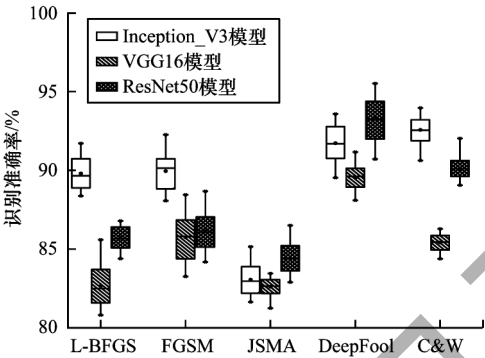 100
95
90
85
80
识别准确率/%
Inception_V3模型
VGG16模型
ResNet50模型
L-BFGS
FGSM
JSMA
DeepFool
C&W